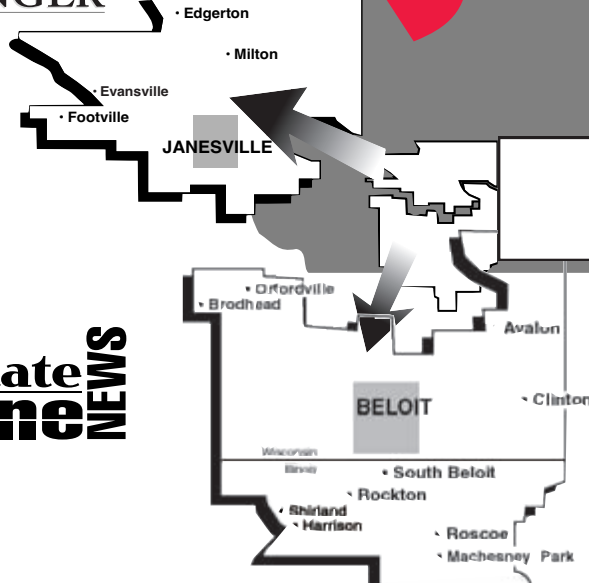 NGER
Edgerton
Milton
Evansville
Footville
JANESVILLE
Orfordville
Brodhead
Avalon
ate
ne
NEWS
BELOIT
Clinton
Wisconsin
Illinois
South Beloit
Rockton
Shirland
Harrison
Roscoe
Machesney Park